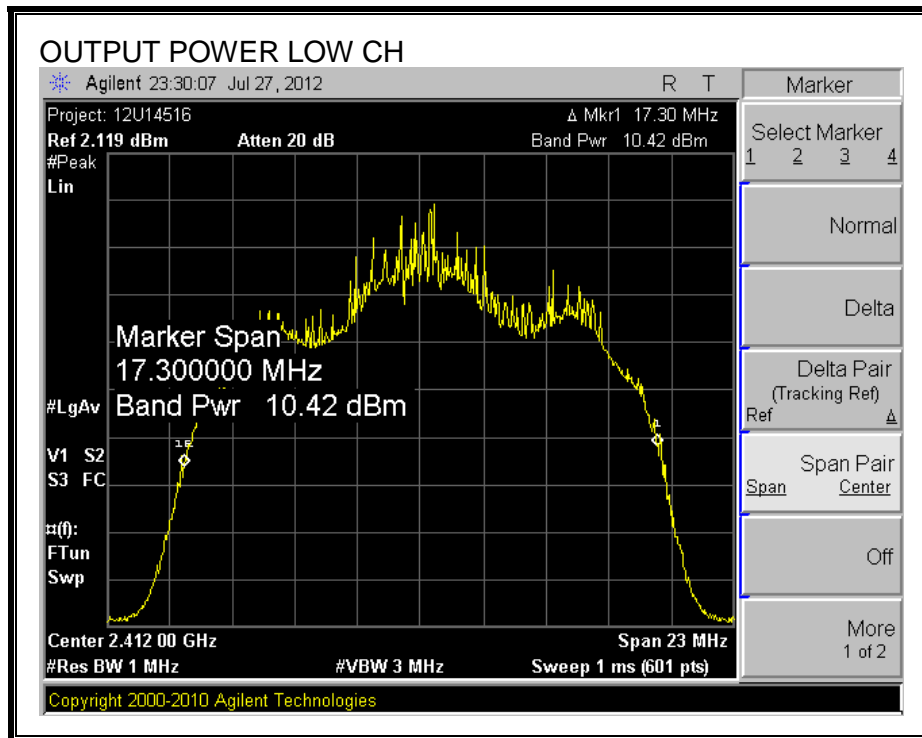 OUTPUT POWER LOW CH
Agilent 23:30:07 Jul 27, 2012 R T
Project: 12U14516 Δ Mkr1 17.30 MHz
Ref 2.119 dBm Atten 20 dB Band Pwr 10.42 dBm
#Peak
Lin
Marker Span
17.300000 MHz
#LgAv Band Pwr 10.42 dBm
1R 1
V1 S2
S3 FC
¤(f):
FTun
Swp
Center 2.412 00 GHz Span 23 MHz
#Res BW 1 MHz #VBW 3 MHz Sweep 1 ms (601 pts)
Copyright 2000-2010 Agilent Technologies
Marker
Select Marker
1 2 3 4
Normal
Delta
Delta Pair
(Tracking Ref)
Ref Δ
Span Pair
Span Center
Off
More
1 of 2